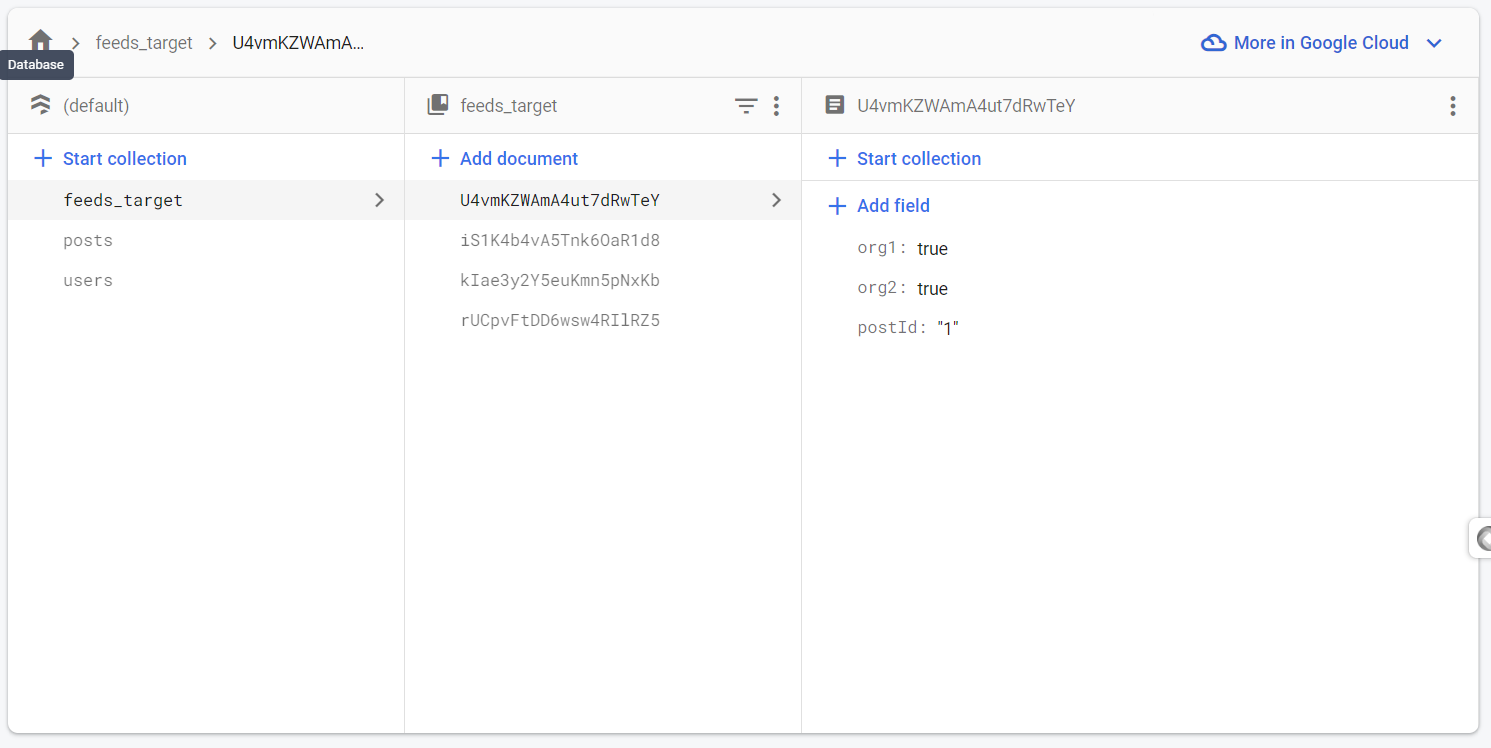 feeds_target
U4vmKZWAmA...
More in Google Cloud
Database
(default)
feeds_target
U4vmKZWAmA4ut7dRwTeY
Start collection
Add document
Start collection
feeds_target
U4vmKZWAmA4ut7dRwTeY
Add field
posts
iS1K4b4vA5Tnk6OaR1d8
org1: true
users
kIae3y2Y5euKmn5pNxKb
org2: true
rUCpvFtDD6wsw4RIlRZ5
postId: "1"